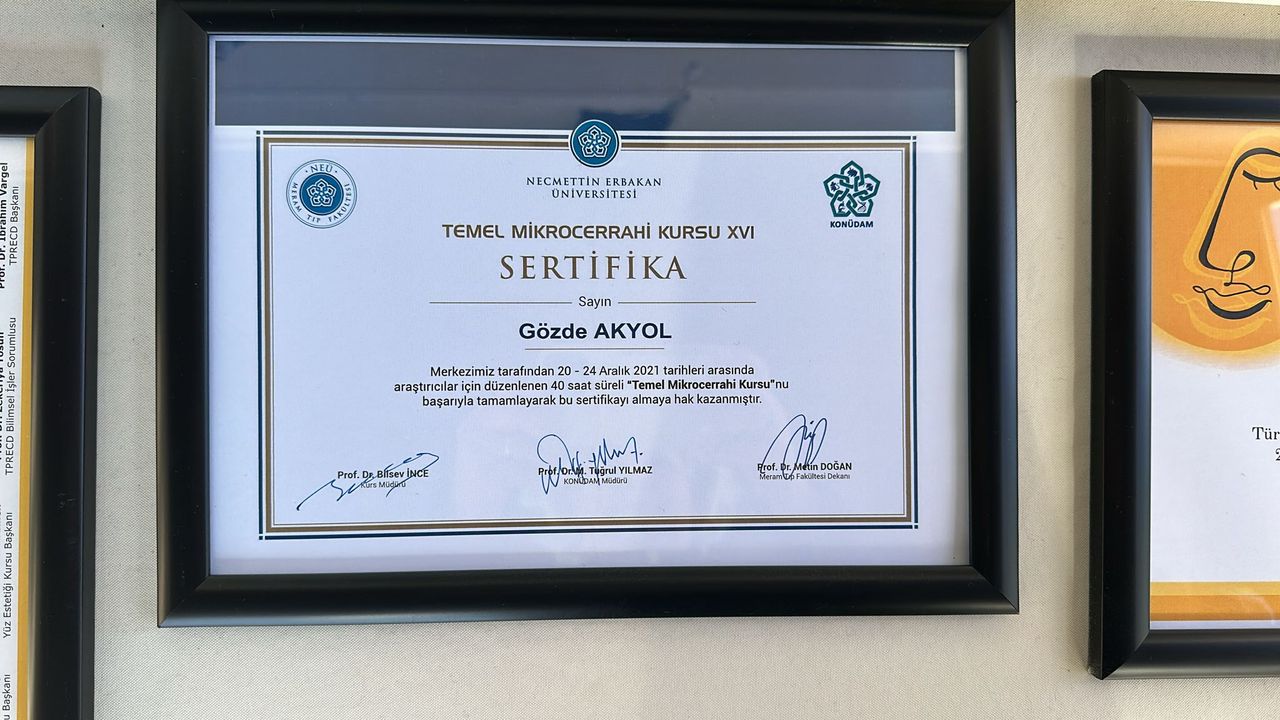 Prof. Dr. İbrahim Vargel
TPRECD Başkanı
TPRECD Bilimsel İşler Sorumlusu
Yüz Estetiği Kursu Başkanı
NEÜ
MERAM TIP FAKÜLTESİ
NECMETTİN ERBAKAN
ÜNİVERSİTESİ
KONÜDAM
TEMEL MİKROCERRAHİ KURSU XVI
SERTİFİKA
Sayın
Gözde AKYOL
Merkezimiz tarafından 20 - 24 Aralık 2021 tarihleri arasında
araştırıcılar için düzenlenen 40 saat süreli “Temel Mikrocerrahi Kursu”nu
başarıyla tamamlayarak bu sertifikayı almaya hak kazanmıştır.
Prof. Dr. Bilsev İNCE
Kurs Müdürü
Prof. Dr. M. Tuğrul YILMAZ
KONÜDAM Müdürü
Prof. Dr. Metin DOĞAN
Meram Tıp Fakültesi Dekanı
Tür